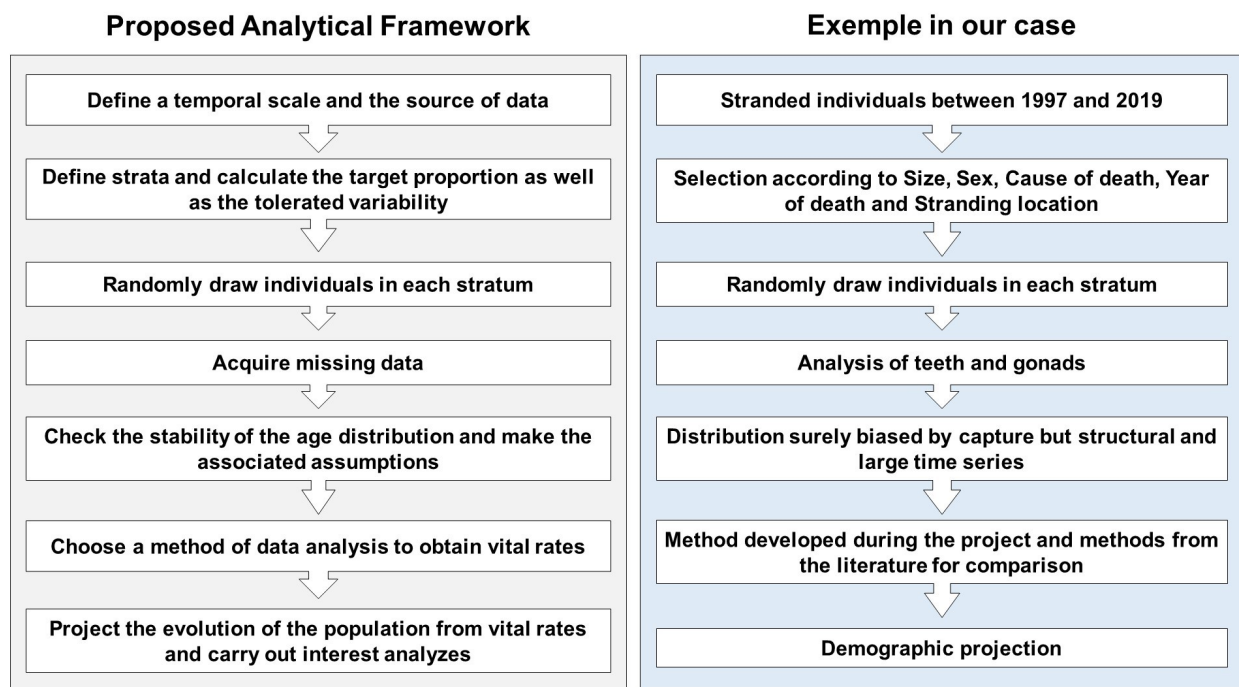 Proposed Analytical Framework
Define a temporal scale and the source of data
Define strata and calculate the target proportion as well
as the tolerated variability
Randomly draw individuals in each stratum
Acquire missing data
Check the stability of the age distribution and make the
associated assumptions
Choose a method of data analysis to obtain vital rates
Project the evolution of the population from vital rates
and carry out interest analyzes
Exemple in our case
Stranded individuals between 1997 and 2019
Selection according to Size, Sex, Cause of death, Year
of death and Stranding location
Randomly draw individuals in each stratum
Analysis of teeth and gonads
Distribution surely biased by capture but structural and
large time series
Method developed during the project and methods from
the literature for comparison
Demographic projection